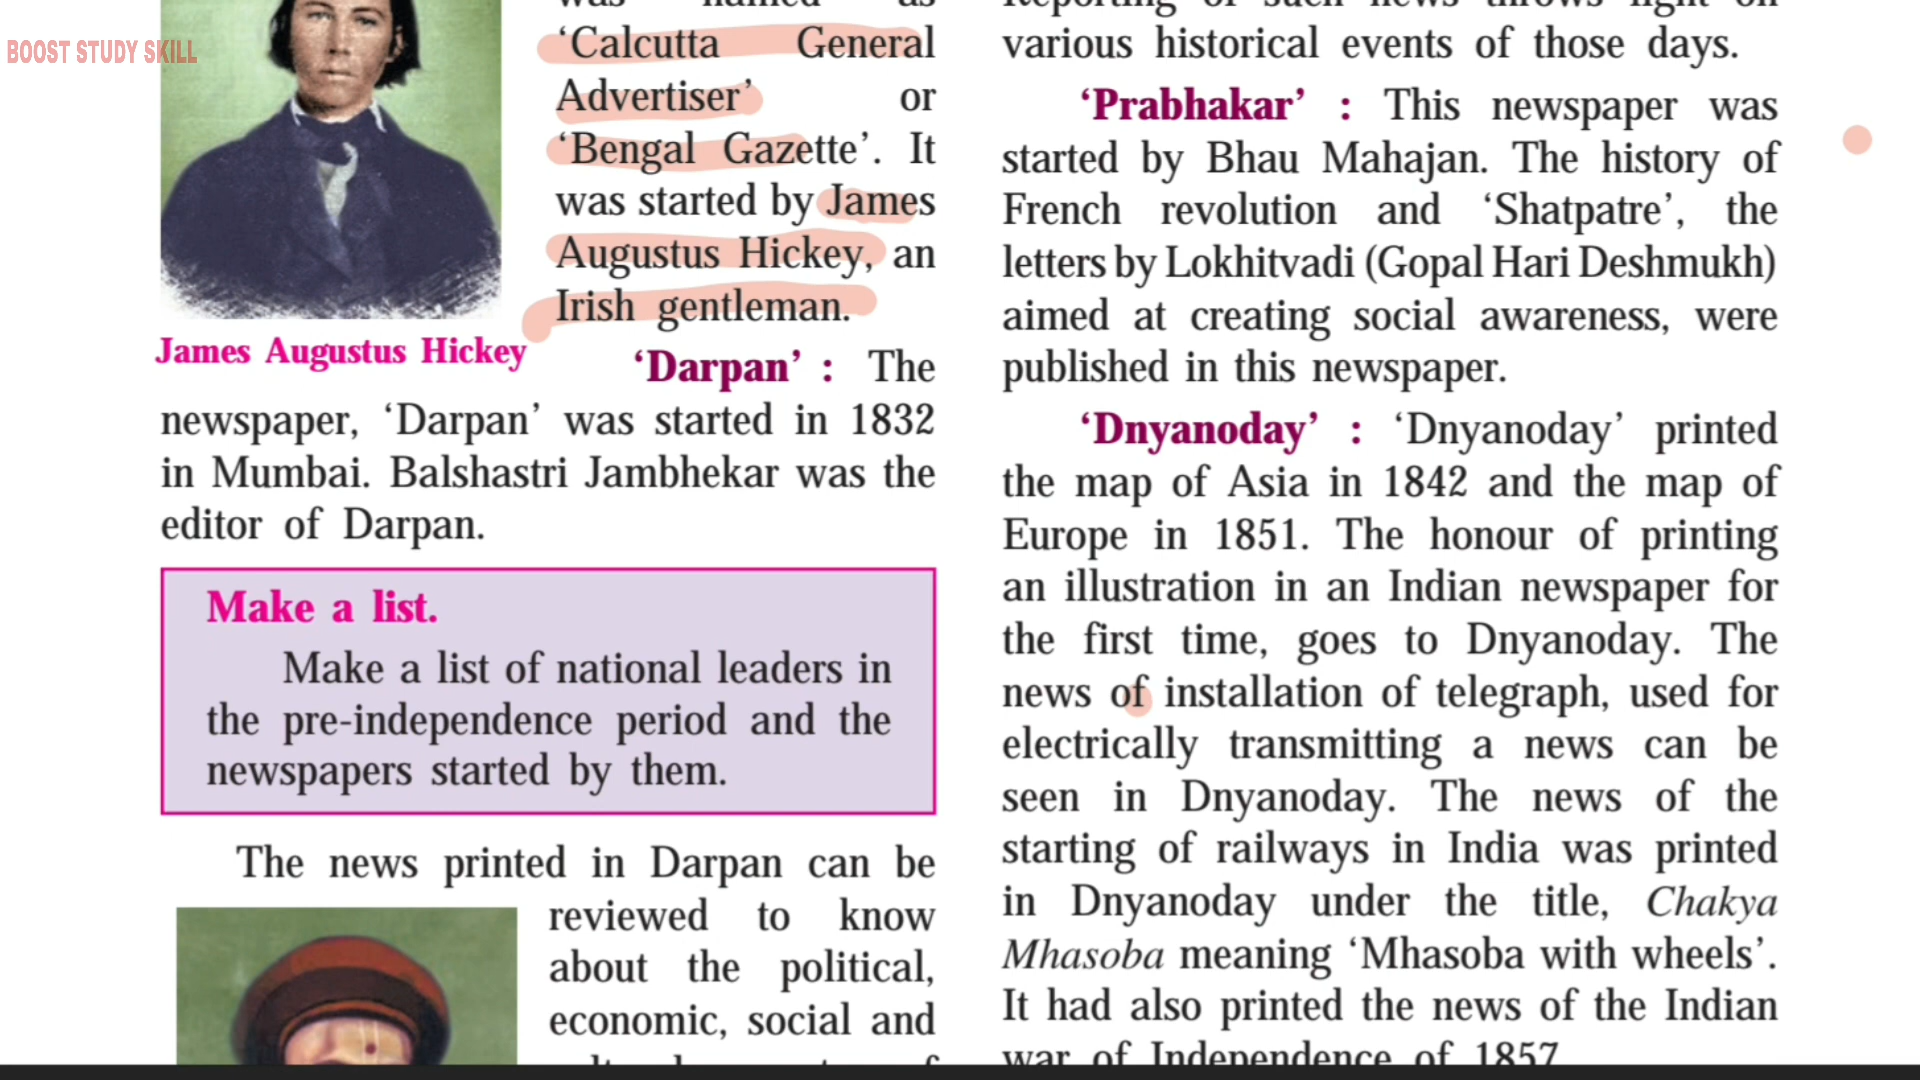 BOOST STUDY SKILL
was named as
‘Calcutta General
Advertiser’ or
‘Bengal Gazette’. It
was started by James
Augustus Hickey, an
Irish gentleman.
James Augustus Hickey
‘Darpan’ : The
newspaper, ‘Darpan’ was started in 1832
in Mumbai. Balshastri Jambhekar was the
editor of Darpan.
Make a list.
Make a list of national leaders in
the pre-independence period and the
newspapers started by them.
The news printed in Darpan can be
reviewed to know
about the political,
economic, social and
Reporting of such news throws light on
various historical events of those days.
‘Prabhakar’ : This newspaper was
started by Bhau Mahajan. The history of
French revolution and ‘Shatpatre’, the
letters by Lokhitvadi (Gopal Hari Deshmukh)
aimed at creating social awareness, were
published in this newspaper.
‘Dnyanoday’ : ‘Dnyanoday’ printed
the map of Asia in 1842 and the map of
Europe in 1851. The honour of printing
an illustration in an Indian newspaper for
the first time, goes to Dnyanoday. The
news of installation of telegraph, used for
electrically transmitting a news can be
seen in Dnyanoday. The news of the
starting of railways in India was printed
in Dnyanoday under the title, Chakya
Mhasoba meaning ‘Mhasoba with wheels’.
It had also printed the news of the Indian
war of Independence of 1857